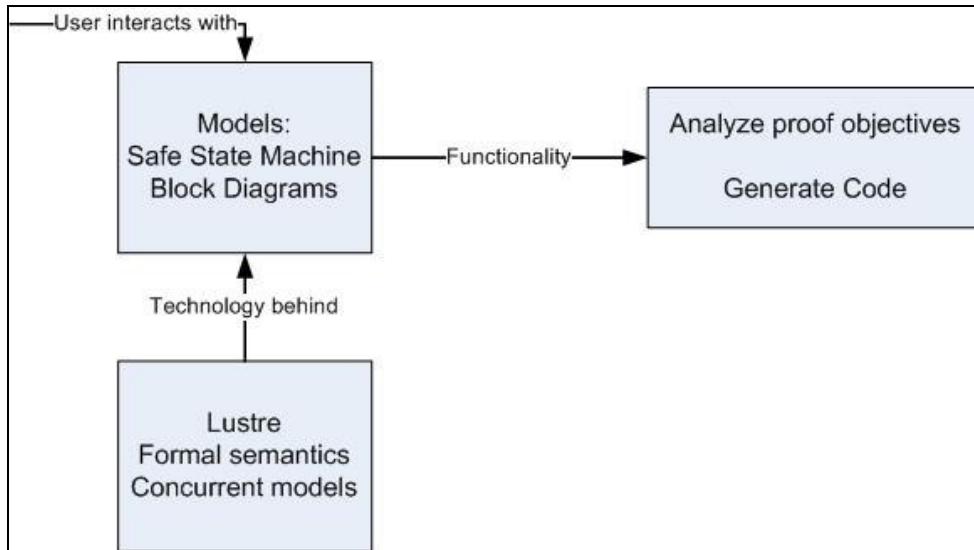 User interacts with
Models:
Safe State Machine
Block Diagrams
Functionality
Analyze proof objectives
Generate Code
Technology behind
Lustre
Formal semantics
Concurrent models